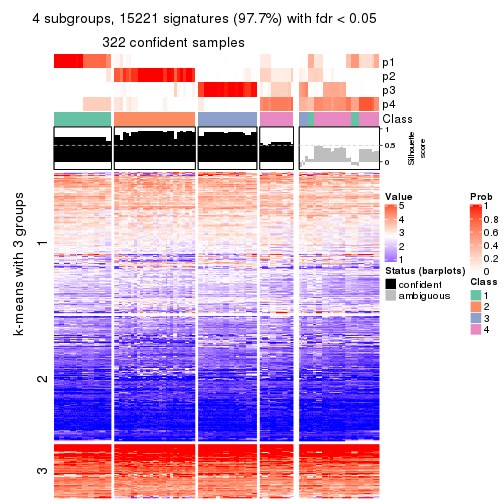 4 subgroups, 15221 signatures (97.7%) with fdr < 0.05
322 confident samples
p1
p2
p3
p4
Class
1
0.5
0
Silhouette
score
k-means with 3 groups
1
2
3
Value
5
4
3
2
1
Status (barplots)
confident
ambiguous
Prob
1
0.8
0.6
0.4
0.2
0
Class
1
2
3
4